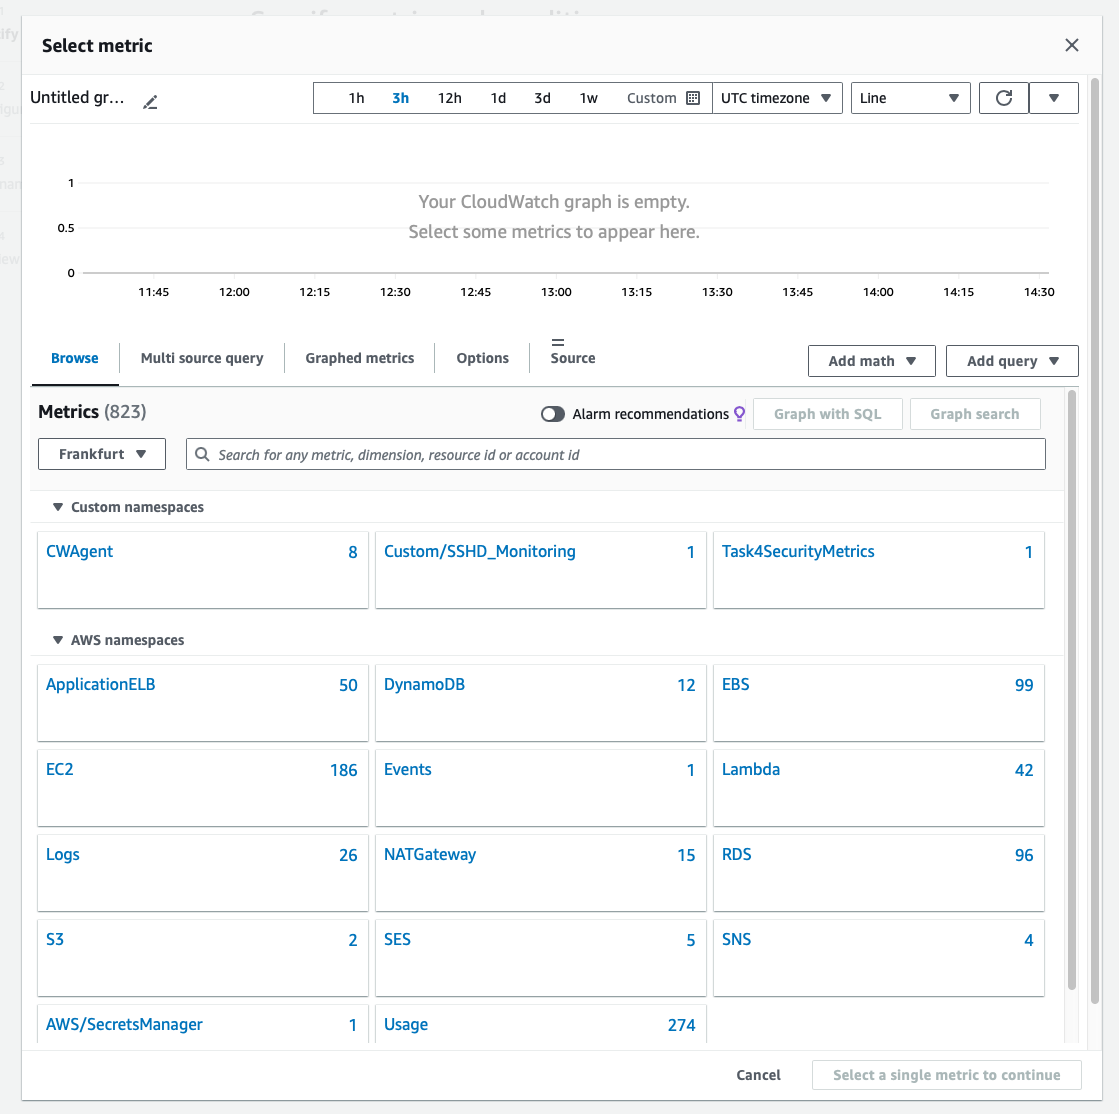 Select metric
Untitled gr...
1h 3h 12h 1d 3d 1w Custom UTC timezone Line
1
0.5
0
Your CloudWatch graph is empty.
Select some metrics to appear here.
11:45 12:00 12:15 12:30 12:45 13:00 13:15 13:30 13:45 14:00 14:15 14:30
Browse Multi source query Graphed metrics Options Source Add math Add query
Metrics (823) Alarm recommendations Graph with SQL Graph search
Frankfurt Search for any metric, dimension, resource id or account id
Custom namespaces
CWAgent 8 Custom/SSHD_Monitoring 1 Task4SecurityMetrics 1
AWS namespaces
ApplicationELB 50 DynamoDB 12 EBS 99
EC2 186 Events 1 Lambda 42
Logs 26 NATGateway 15 RDS 96
S3 2 SES 5 SNS 4
AWS/SecretsManager 1 Usage 274
Cancel Select a single metric to continue